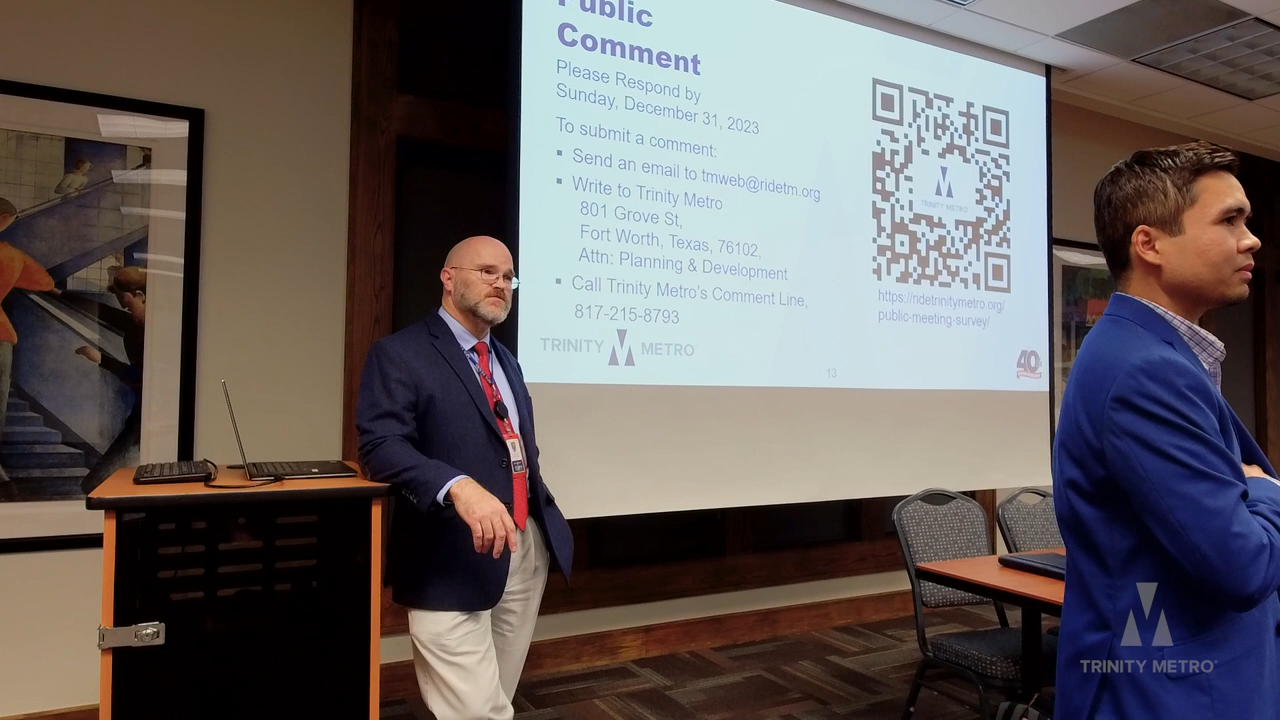 Public
Comment
Please Respond by
Sunday, December 31, 2023
To submit a comment:
▪ Send an email to tmweb@ridetm.org
▪ Write to Trinity Metro
801 Grove St,
Fort Worth, Texas, 76102,
Attn: Planning & Development
▪ Call Trinity Metro's Comment Line,
817-215-8793
TRINITY METRO
13
TRINITY METRO
https://ridetrinitymetro.org/
public-meeting-survey/
40
TRINITY METRO